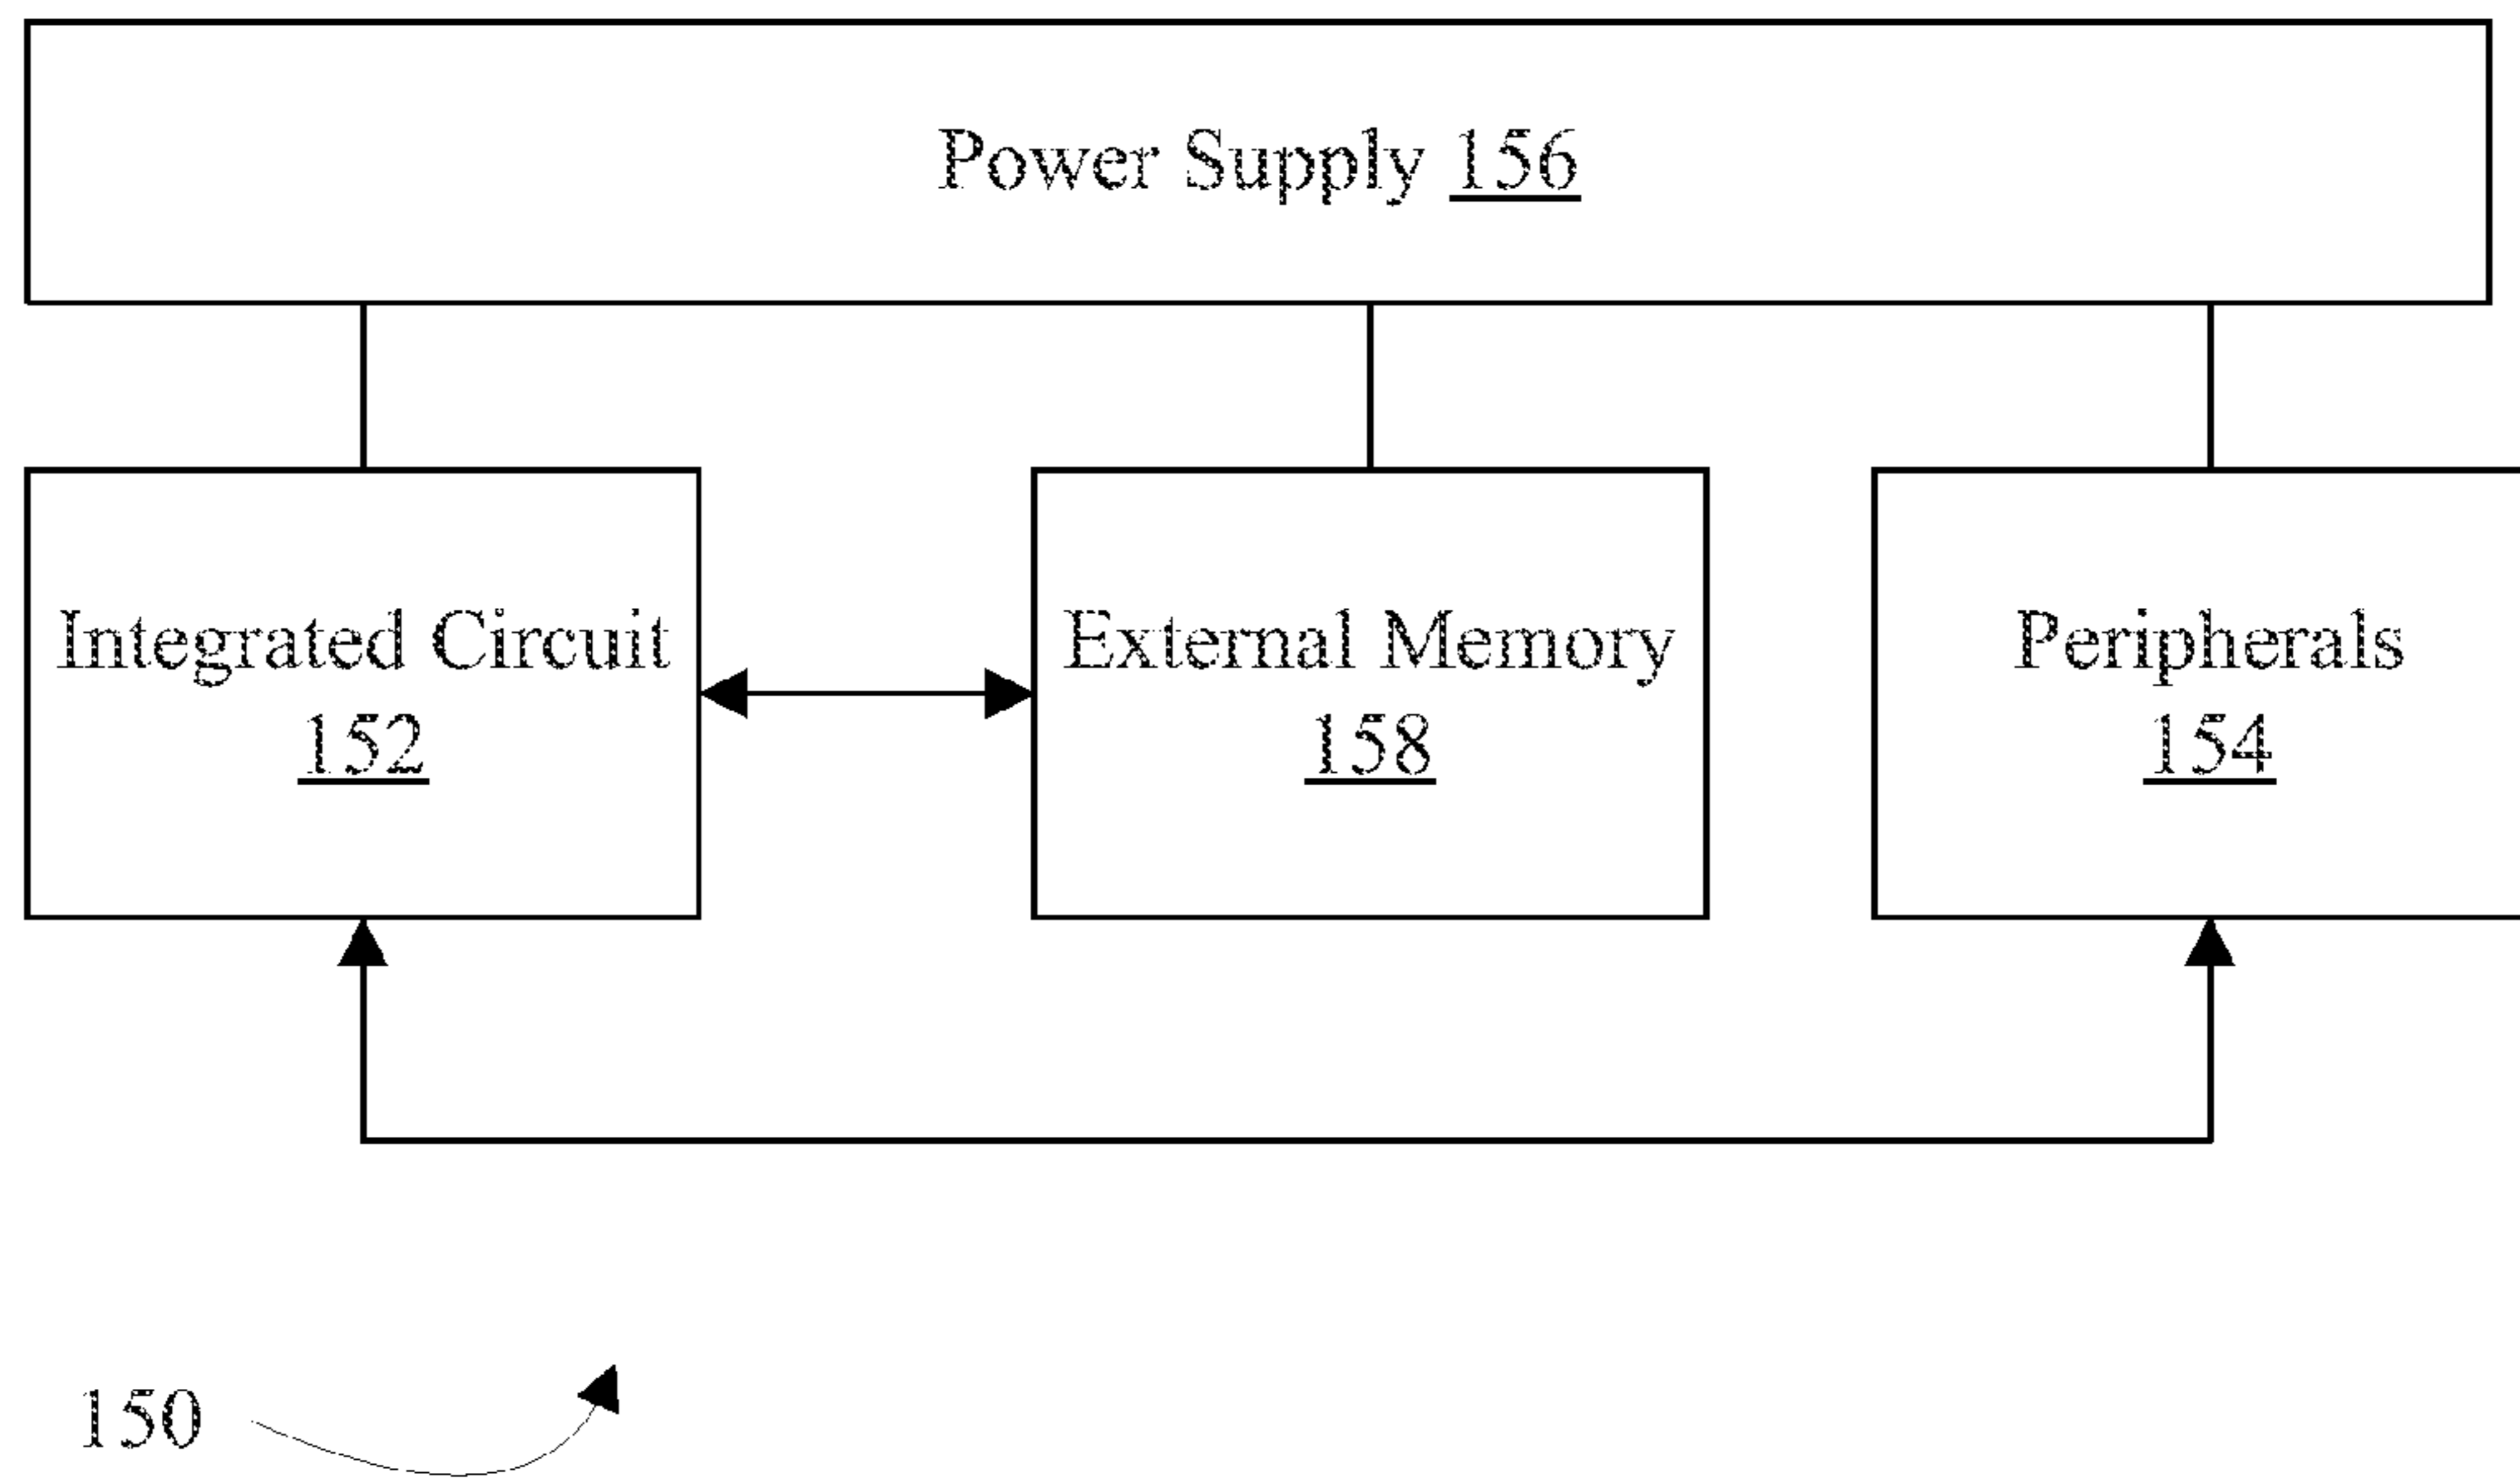 Power Supply 156
Integrated Circuit
152
External Memory
158
Peripherals
154
150